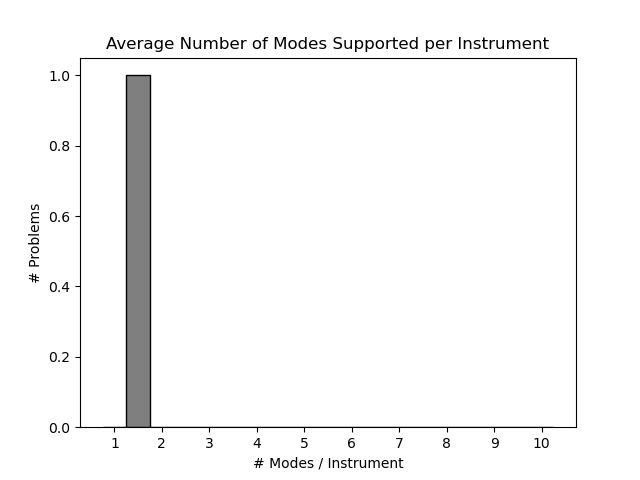 Average Number of Modes Supported per Instrument
1.0
0.8
0.6
0.4
0.2
0.0
# Problems
1 2 3 4 5 6 7 8 9 10
# Modes / Instrument